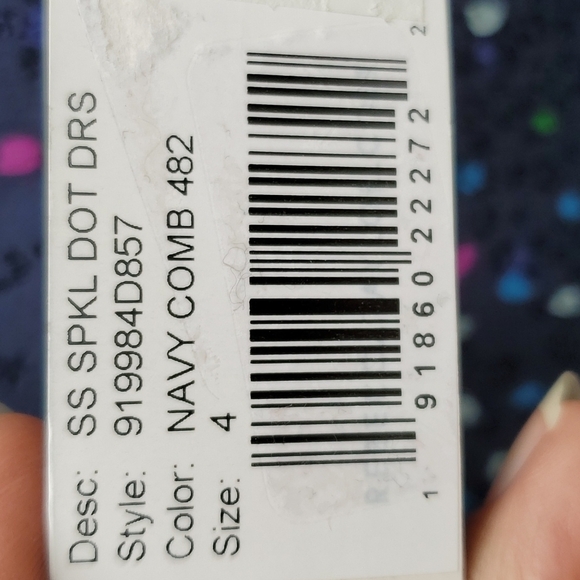 Desc: SS SPKL DOT DRS
Style: 919984D857
Color: NAVY COMB 482
Size: 4
1 91860 22272 2